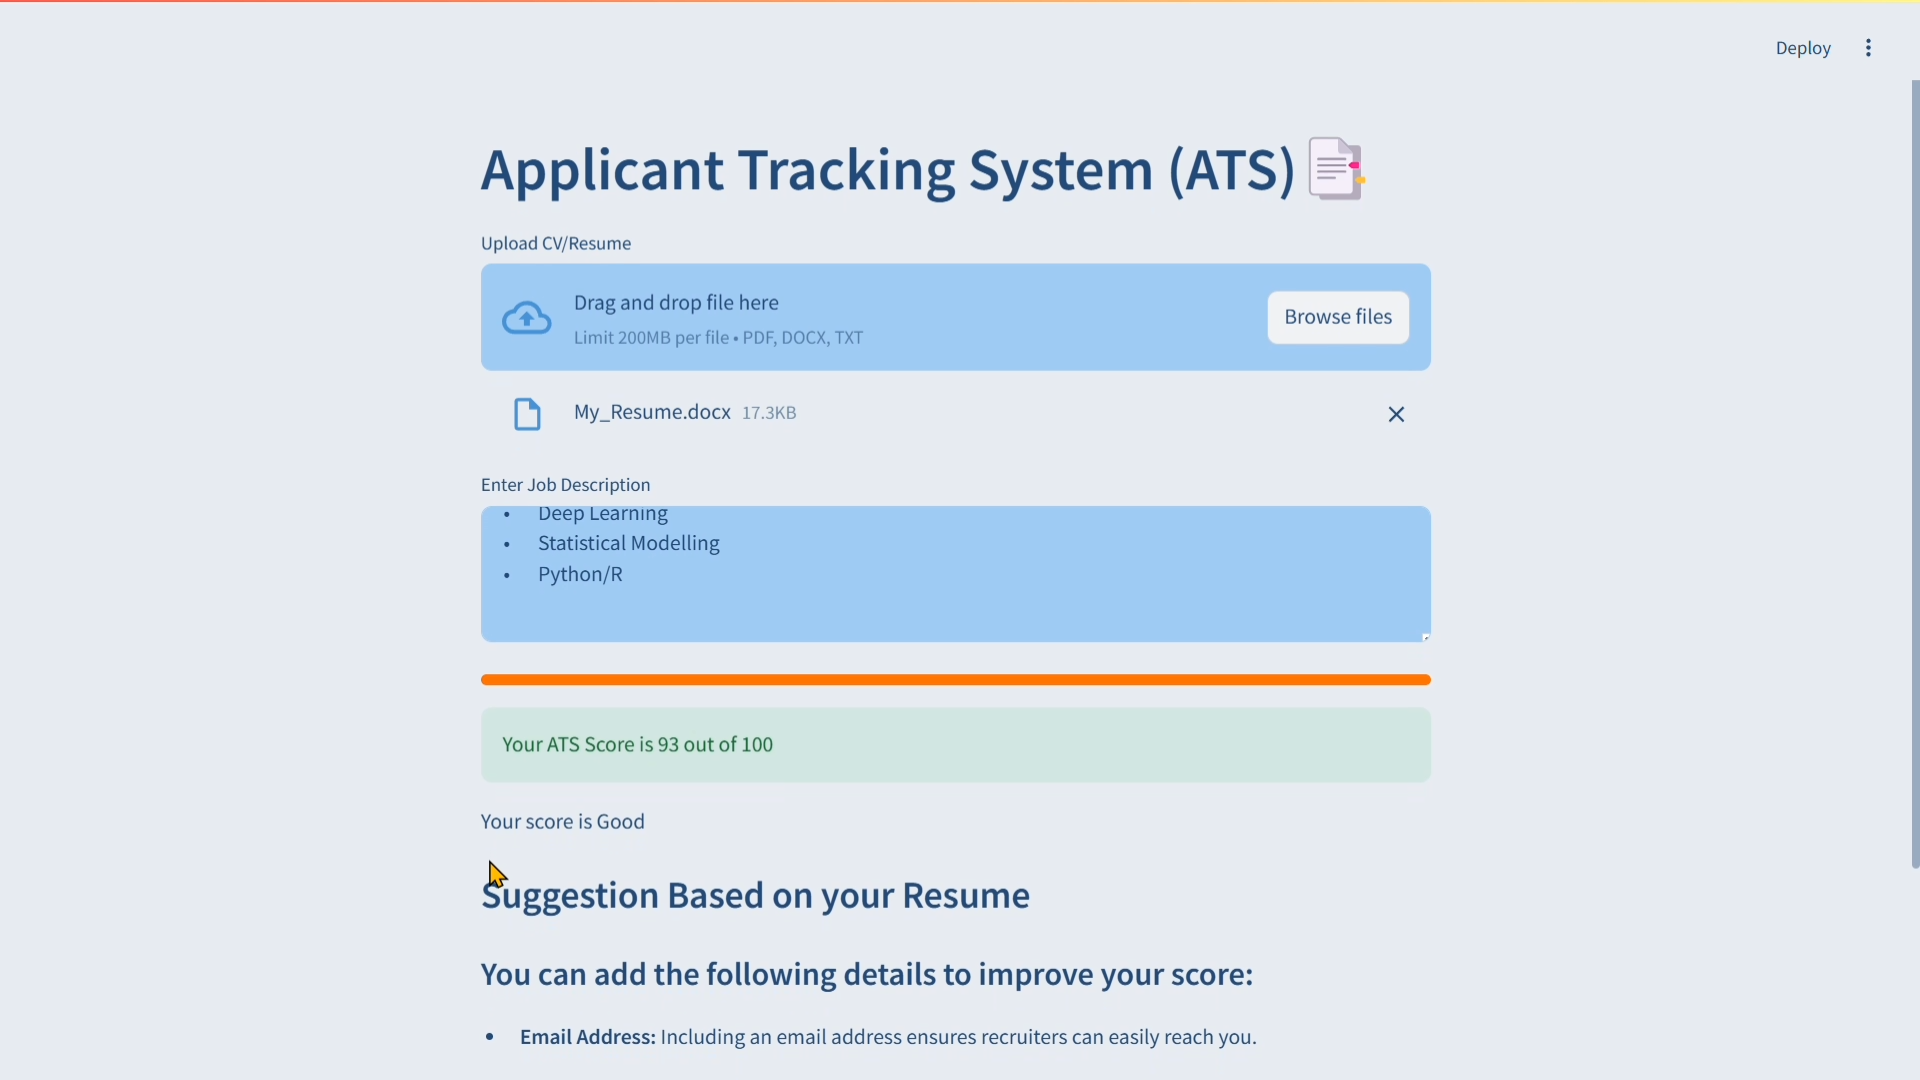 Deploy
Applicant Tracking System (ATS)
Upload CV/Resume
Drag and drop file here
Limit 200MB per file • PDF, DOCX, TXT
Browse files
My_Resume.docx 17.3KB
Enter Job Description
• Deep Learning
• Statistical Modelling
• Python/R
Your ATS Score is 93 out of 100
Your score is Good
Suggestion Based on your Resume
You can add the following details to improve your score:
• Email Address: Including an email address ensures recruiters can easily reach you.